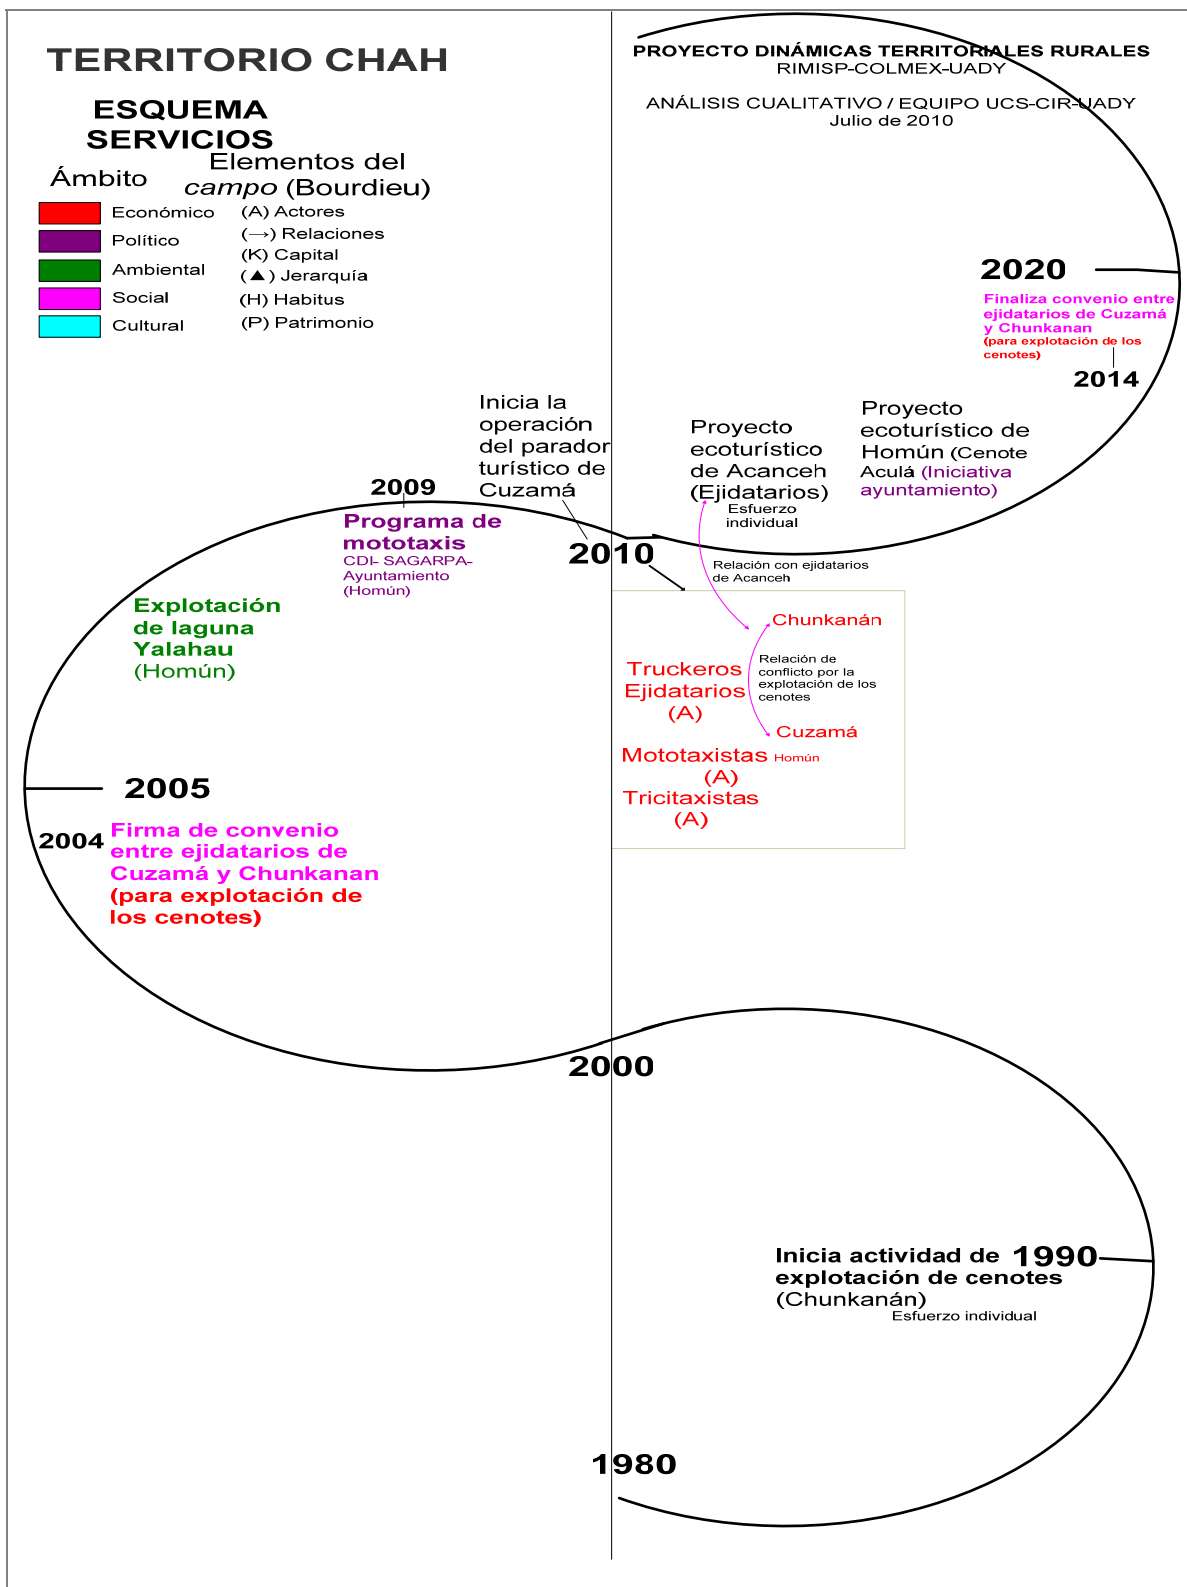 TERRITORIO CHAH
ESQUEMA
SERVICIOS
Ámbito
Económico
Político
Ambiental
Social
Cultural
Elementos del
campo (Bourdieu)
(A) Actores
(→) Relaciones
(K) Capital
(▲) Jerarquía
(H) Habitus
(P) Patrimonio
PROYECTO DINÁMICAS TERRITORIALES RURALES
RIMISP-COLMEX-UADY
ANÁLISIS CUALITATIVO / EQUIPO UCS-CIR-UADY
Julio de 2010
2020
Finaliza convenio entre
ejidatarios de Cuzamá
y Chunkanan
(para explotación de los
cenotes)
2014
Inicia la
operación
del parador
turístico de
Cuzamá
Proyecto
ecoturístico
de Acanceh
(Ejidatarios)
Esfuerzo
individual
Proyecto
ecoturístico de
Homún (Cenote
Aculá (Iniciativa
ayuntamiento)
2009
Programa de
mototaxis
CDI- SAGARPA-
Ayuntamiento
(Homún)
2010
Relación con ejidatarios
de Acanceh
Explotación
de laguna
Yalahau
(Homún)
Chunkanán
Truckeros
Ejidatarios
(A)
Relación de
conflicto por la
explotación de los
cenotes
Cuzamá
Mototaxistas Homún
(A)
Tricitaxistas
(A)
2005
2004
Firma de convenio
entre ejidatarios de
Cuzamá y Chunkanan
(para explotación de
los cenotes)
2000
Inicia actividad de 1990
explotación de cenotes
(Chunkanán)
Esfuerzo individual
1980